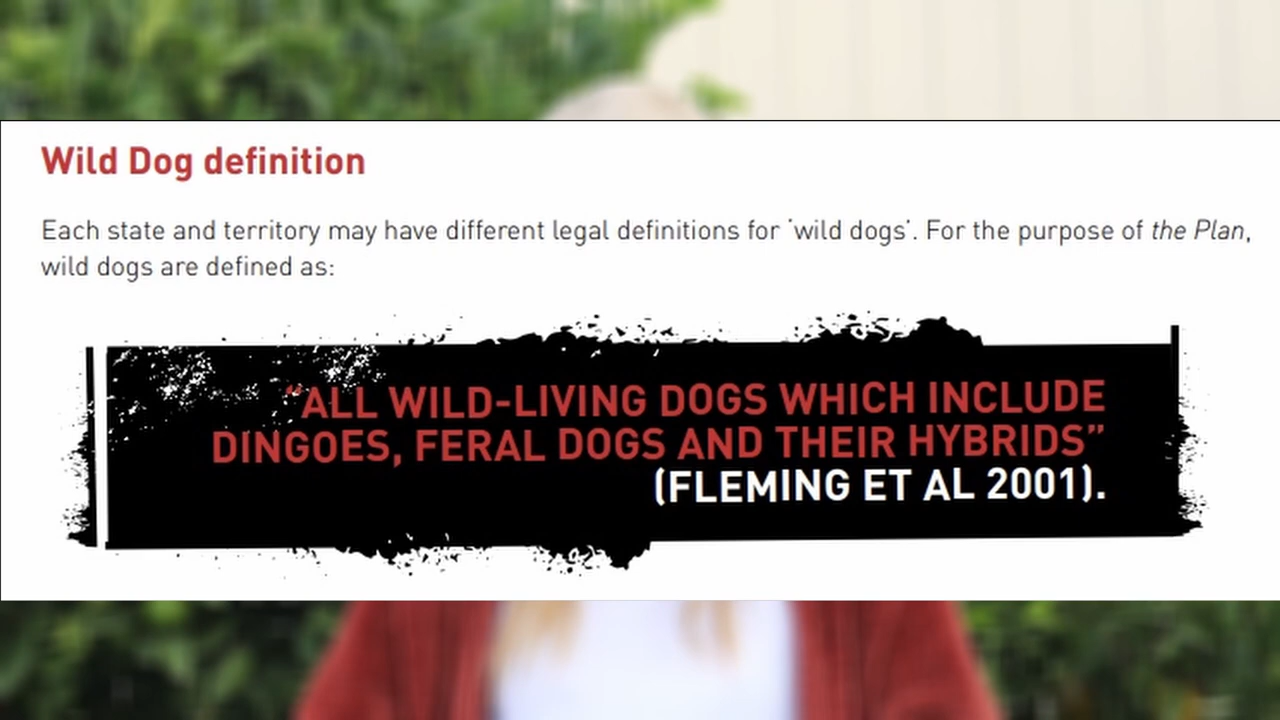 Wild Dog definition
Each state and territory may have different legal definitions for ‘wild dogs’. For the purpose of the Plan,
wild dogs are defined as:
“ALL WILD-LIVING DOGS WHICH INCLUDE
DINGOES, FERAL DOGS AND THEIR HYBRIDS”
(FLEMING ET AL 2001).